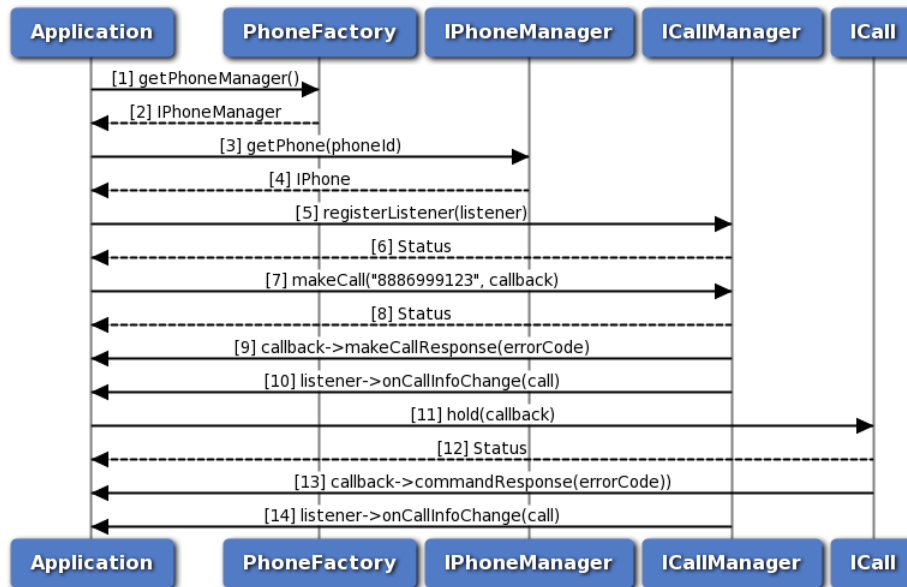 Application PhoneFactory IPhoneManager ICallManager ICall
[1] getPhoneManager()
[2] IPhoneManager
[3] getPhone(phoneId)
[4] IPhone
[5] registerListener(listener)
[6] Status
[7] makeCall("8886999123", callback)
[8] Status
[9] callback->makeCallResponse(errorCode)
[10] listener->onCallInfoChange(call)
[11] hold(callback)
[12] Status
[13] callback->commandResponse(errorCode))
[14] listener->onCallInfoChange(call)
Application PhoneFactory IPhoneManager ICallManager ICall